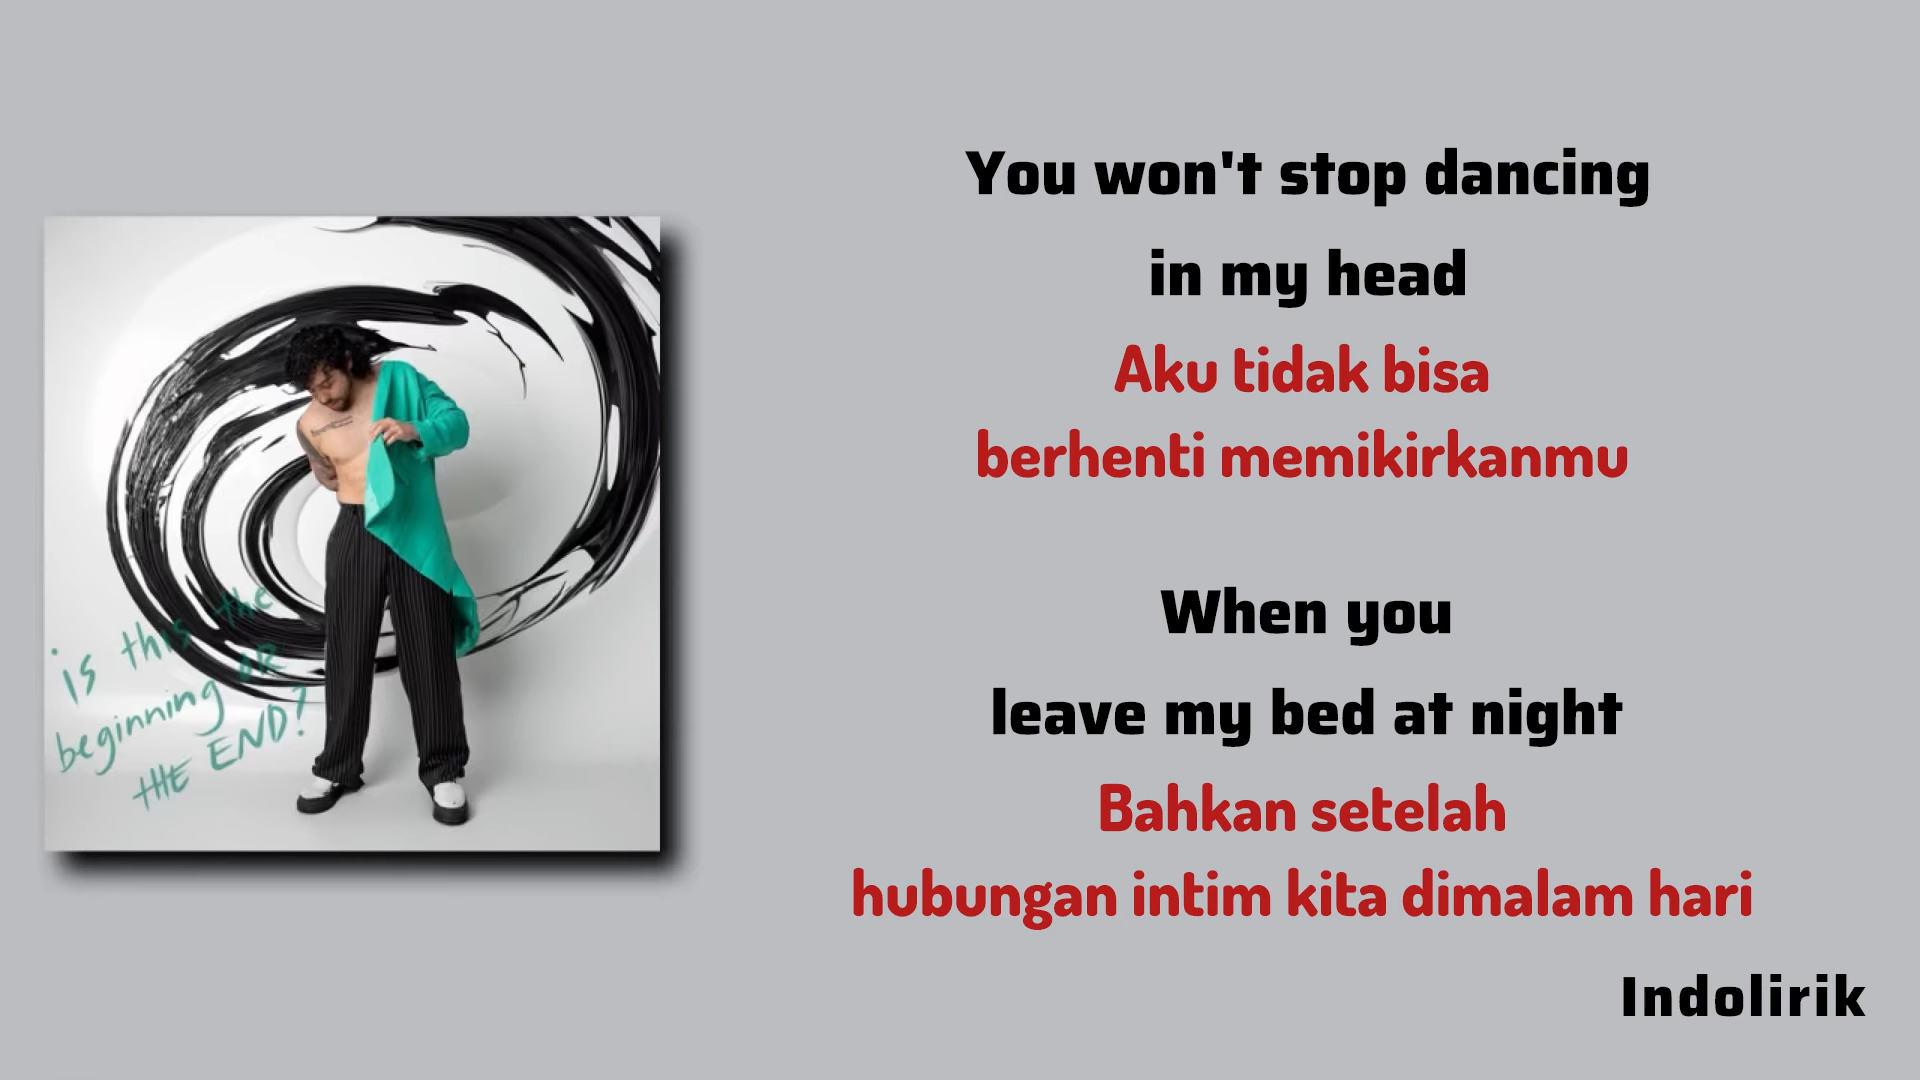 You won't stop dancing
in my head
Aku tidak bisa
berhenti memikirkanmu
When you
leave my bed at night
Bahkan setelah
hubungan intim kita dimalam hari
Indolirik
is this the
beginning OR
tHE END?